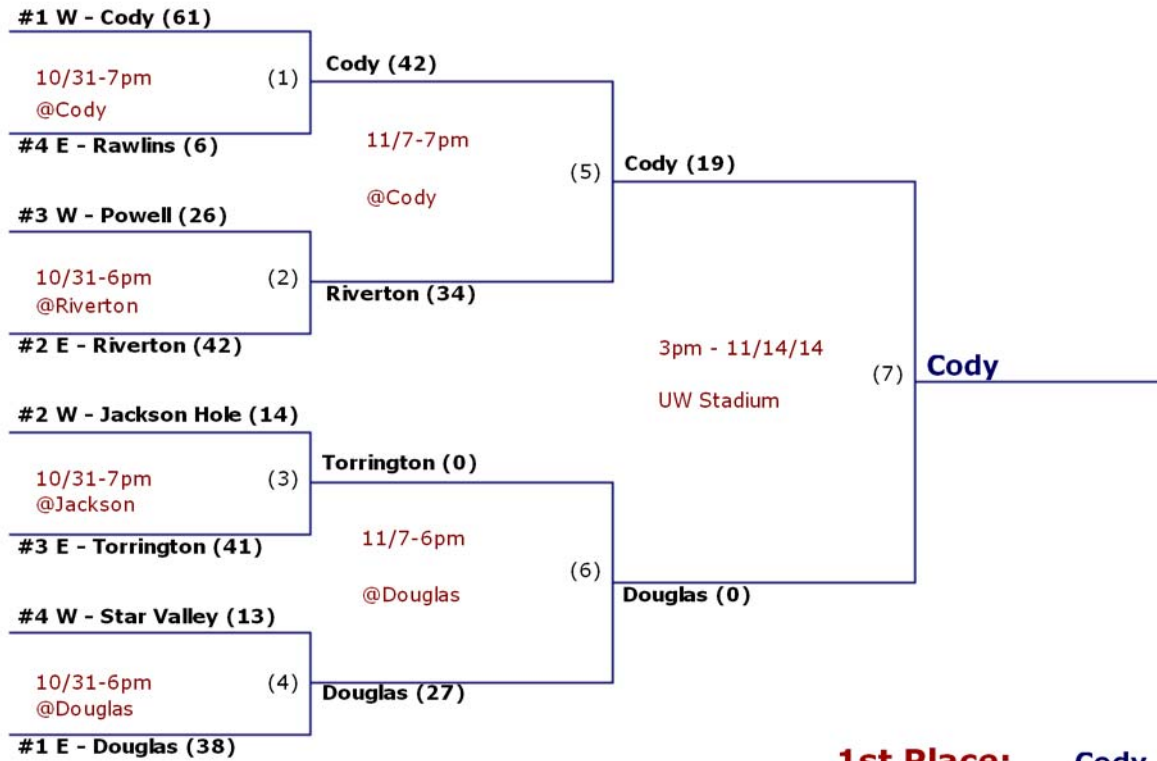 #1 W - Cody (61)
10/31-7pm
(1)
@Cody
#4 E - Rawlins (6)
Cody (42)
11/7-7pm
(5)
@Cody
#3 W - Powell (26)
10/31-6pm
(2)
@Riverton
#2 E - Riverton (42)
Riverton (34)
Cody (19)
3pm - 11/14/14
(7)
UW Stadium
Cody
#2 W - Jackson Hole (14)
10/31-7pm
(3)
@Jackson
#3 E - Torrington (41)
Torrington (0)
11/7-6pm
(6)
@Douglas
Douglas (0)
#4 W - Star Valley (13)
10/31-6pm
(4)
@Douglas
#1 E - Douglas (38)
Douglas (27)
1st Place: Cody